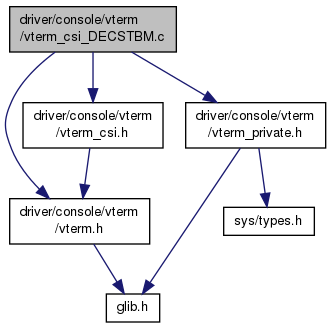 driver/console/vterm
/vterm_csi_DECSTBM.c
driver/console/vterm
/vterm_csi.h
driver/console/vterm
/vterm_private.h
driver/console/vterm
/vterm.h
sys/types.h
glib.h